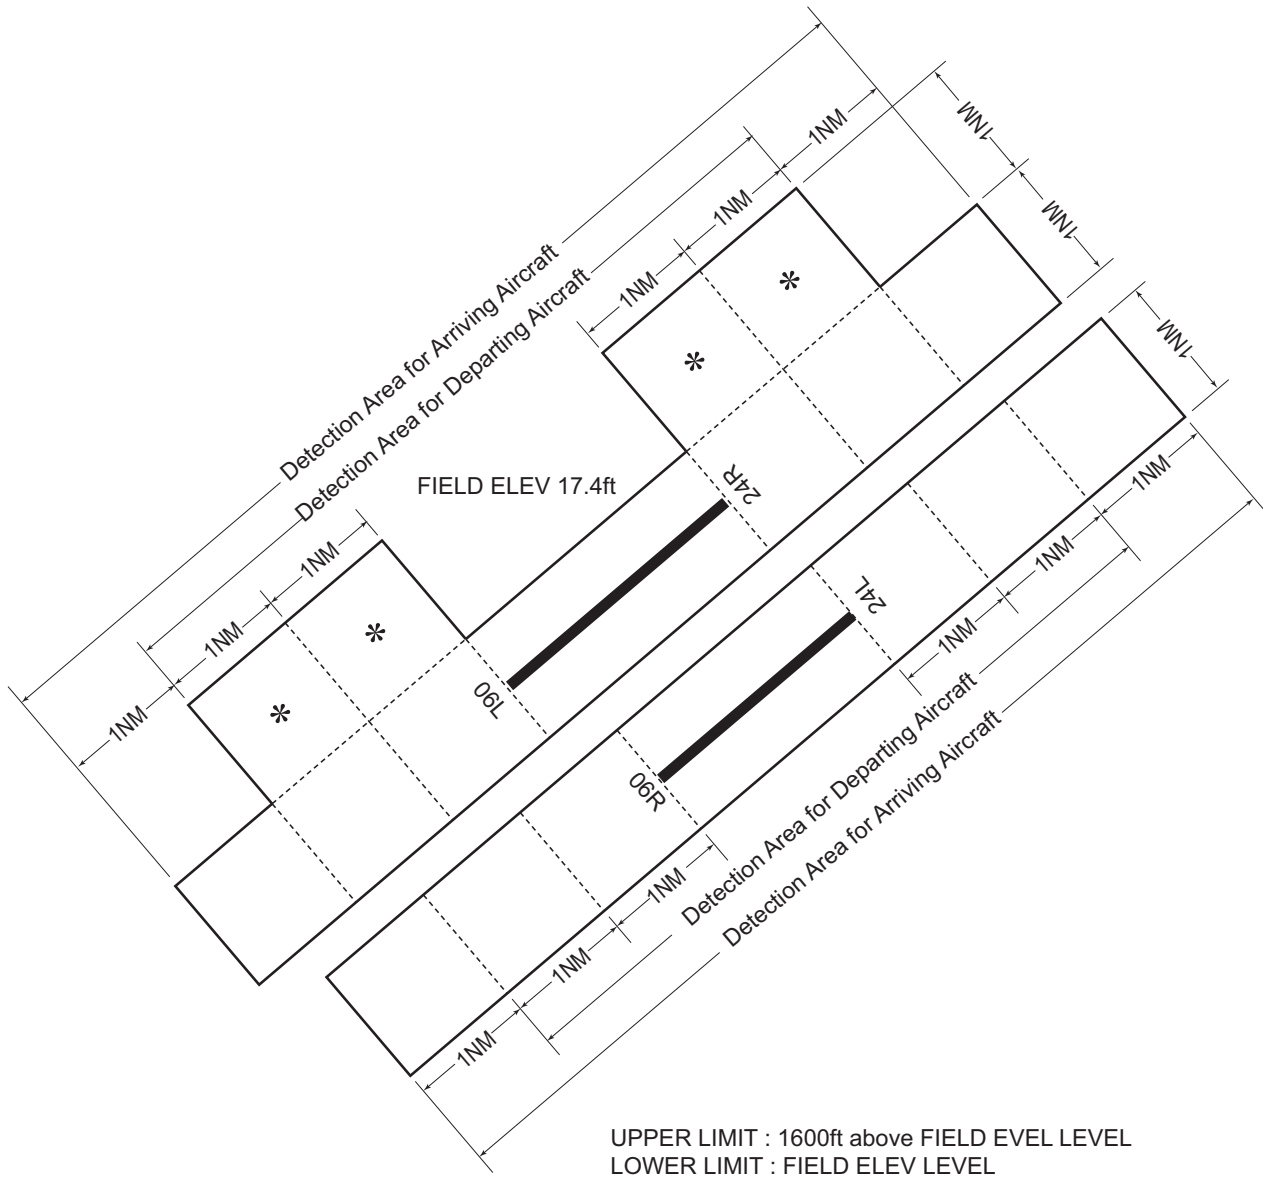 1NM
1NM
1NM
1NM
1NM
Detection Area for Arriving Aircraft
Detection Area for Departing Aircraft
*
1NM
*
1NM
24R
1NM
FIELD ELEV 17.4ft
1NM
1NM
1NM
*
1NM
24L
1NM
*
06L
1NM
06R
Detection Area for Departing Aircraft
Detection Area for Arriving Aircraft
1NM
1NM
1NM
UPPER LIMIT : 1600ft above FIELD EVEL LEVEL
LOWER LIMIT : FIELD ELEV LEVEL